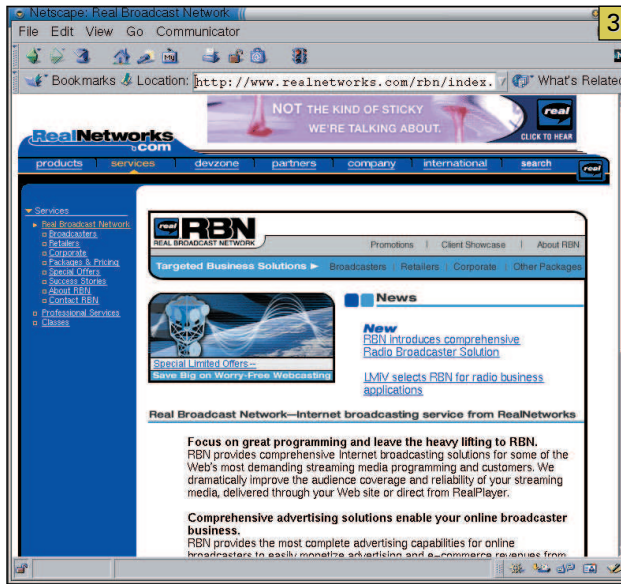 Netscape: Real Broadcast Network
3
File Edit View Go Communicator
Bookmarks Location: http://www.realnetworks.com/rbn/index. What's Related
NOT THE KIND OF STICKY
WE'RE TALKING ABOUT.
real
CLICK TO HEAR
RealNetworks
.com
products services devzone partners company international search real
Services
Real Broadcast Network
Broadcasters
Retailers
Corporate
Packages & Pricing
Special Offers
Success Stories
About RBN
Contact RBN
Professional Services
Classes
real RBN
REAL BROADCAST NETWORK
Promotions | Client Showcase | About RBN
Targeted Business Solutions Broadcasters | Retailers | Corporate | Other Packages
News
New
RBN introduces comprehensive
Radio Broadcaster Solution
LMiV selects RBN for radio business
applications
Special Limited Offers--
Save Big on Worry-Free Webcasting
Real Broadcast Network—Internet broadcasting service from RealNetworks
Focus on great programming and leave the heavy lifting to RBN.
RBN provides comprehensive Internet broadcasting solutions for some of the
Web's most demanding streaming media programming and customers. We
dramatically improve the audience coverage and reliability of your streaming
media, delivered through your Web site or direct from RealPlayer.
Comprehensive advertising solutions enable your online broadcaster
business.
RBN provides the most complete advertising capabilities for online
broadcasters to easily monetize advertising and e-commerce revenues from